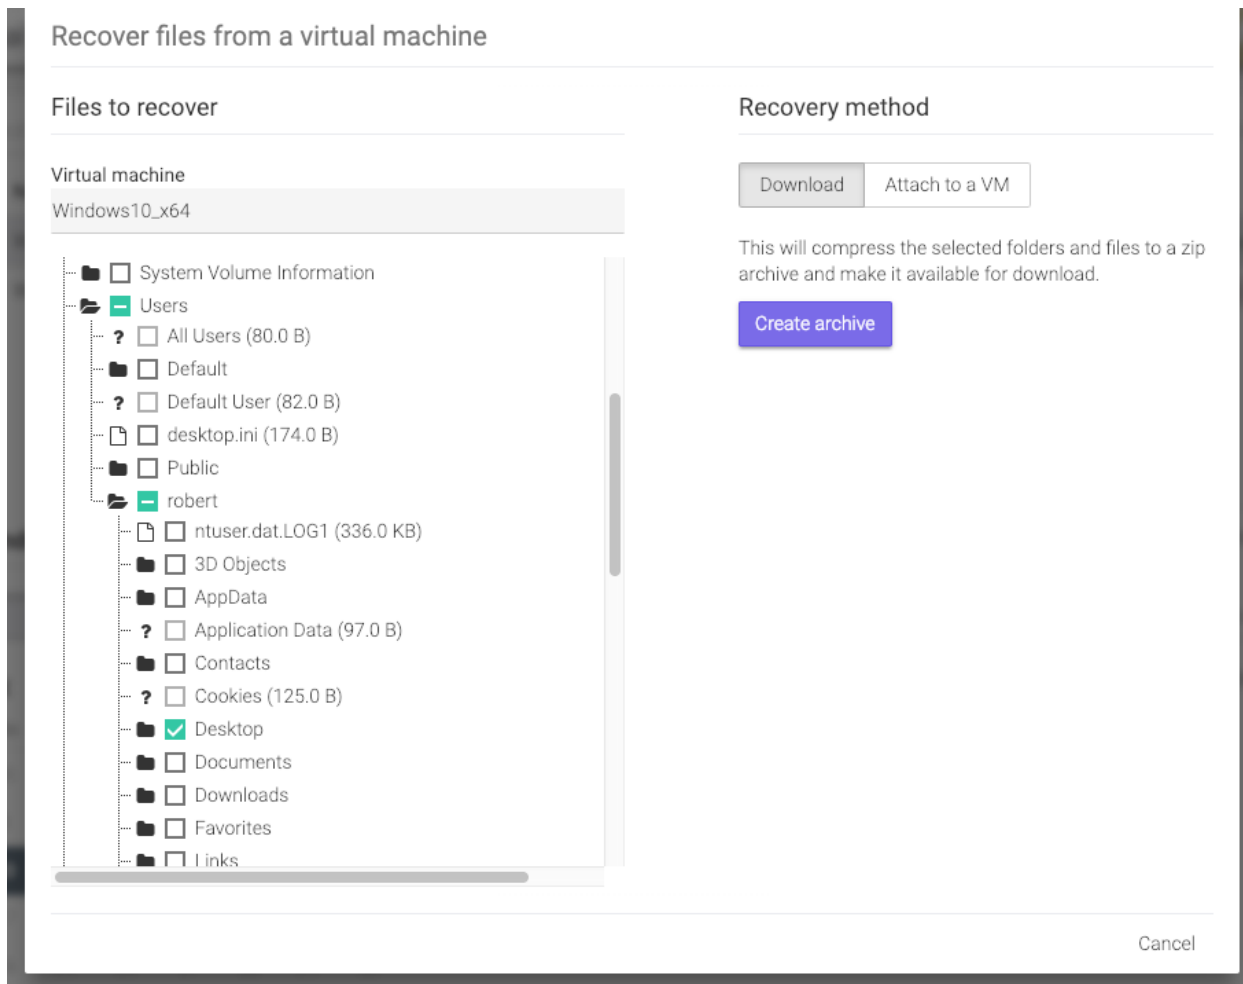 Recover files from a virtual machine
Files to recover
Virtual machine
Windows10_x64
System Volume Information
Users
? All Users (80.0 B)
Default
? Default User (82.0 B)
desktop.ini (174.0 B)
Public
robert
ntuser.dat.LOG1 (336.0 KB)
3D Objects
AppData
? Application Data (97.0 B)
Contacts
? Cookies (125.0 B)
Desktop
Documents
Downloads
Favorites
Links
Recovery method
Download
Attach to a VM
This will compress the selected folders and files to a zip
archive and make it available for download.
Create archive
Cancel